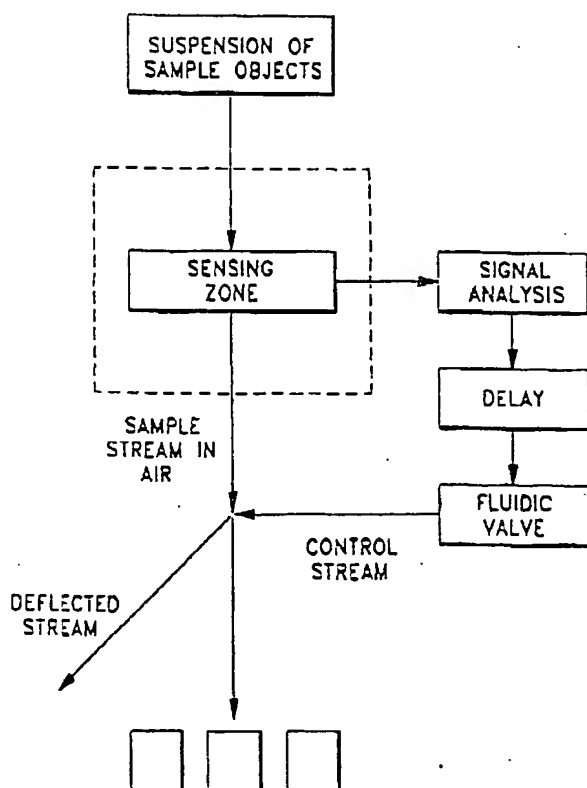 SUSPENSION OF
SAMPLE OBJECTS
SENSING
ZONE
SIGNAL
ANALYSIS
DELAY
SAMPLE
STREAM IN
AIR
FLUIDIC
VALVE
CONTROL
STREAM
DEFLECTED
STREAM